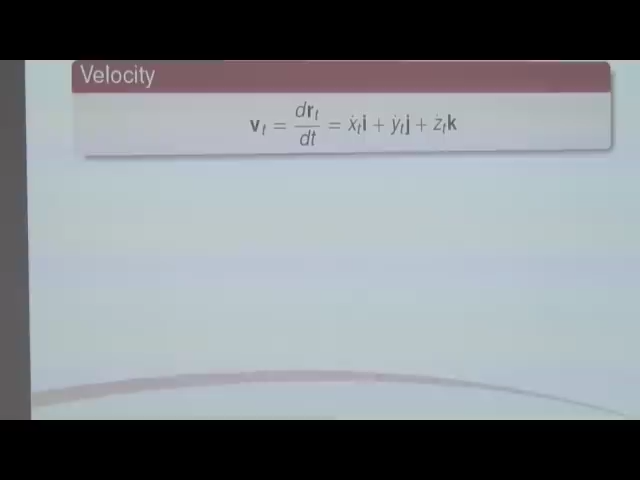 Velocity
v_t = dr_t/dt = ẋ_t i + ẏ_t j + ż_t k